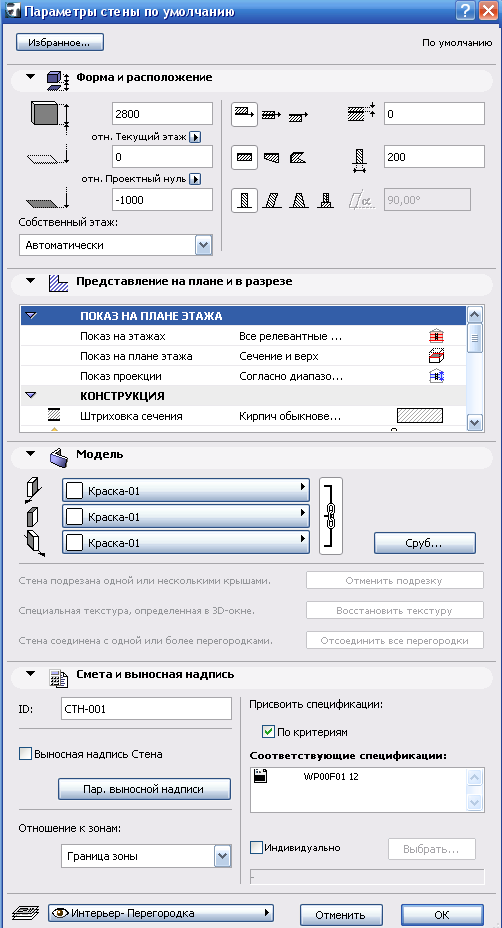 Параметры стены по умолчанию
Избранное...
По умолчанию
Форма и расположение
2800
0
отн. Текущий этаж
0
200
отн. Проектный нуль
-1000
α
90,00°
Собственный этаж:
Автоматически
Представление на плане и в разрезе
ПОКАЗ НА ПЛАНЕ ЭТАЖА
Показ на этажах Все релевантные ...
Показ на плане этажа Сечение и верх
Показ проекции Согласно диапазо...
КОНСТРУКЦИЯ
Штриховка сечения Кирпич обыкнове...
Модель
Краска-01
Краска-01
Краска-01
Сруб...
Стена подрезана одной или несколькими крышами.
Отменить подрезку
Специальная текстура, определенная в 3D-окне.
Восстановить текстуру
Стена соединена с одной или более перегородками.
Отсоединить все перегородки
Смета и выносная надпись
ID: СТН-001
Присвоить спецификации:
По критериям
Выносная надпись Стена
Соответствующие спецификации:
WP00F01 12
Пар. выносной надписи
Отношение к зонам:
Граница зоны
Индивидуально
Выбрать...
-
Интерьер- Перегородка
Отменить
OK